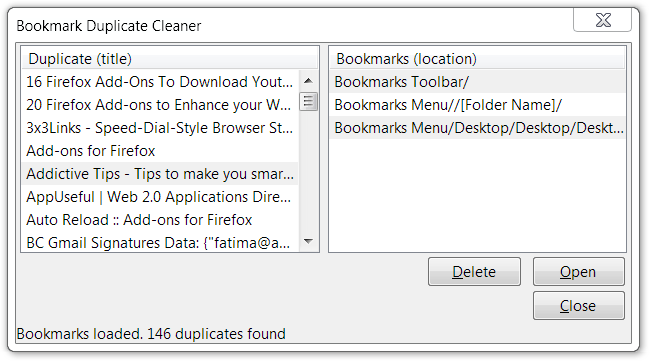 Bookmark Duplicate Cleaner
Duplicate (title)
16 Firefox Add-Ons To Download Yout...
20 Firefox Add-ons to Enhance your W...
3x3Links - Speed-Dial-Style Browser St...
Add-ons for Firefox
Addictive Tips - Tips to make you smar...
AppUseful | Web 2.0 Applications Dire...
Auto Reload :: Add-ons for Firefox
BC Gmail Signatures Data: {"fatima@a...
Bookmarks (location)
Bookmarks Toolbar/
Bookmarks Menu//[Folder Name]/
Bookmarks Menu/Desktop/Desktop/Deskt...
Delete
Open
Close
Bookmarks loaded. 146 duplicates found